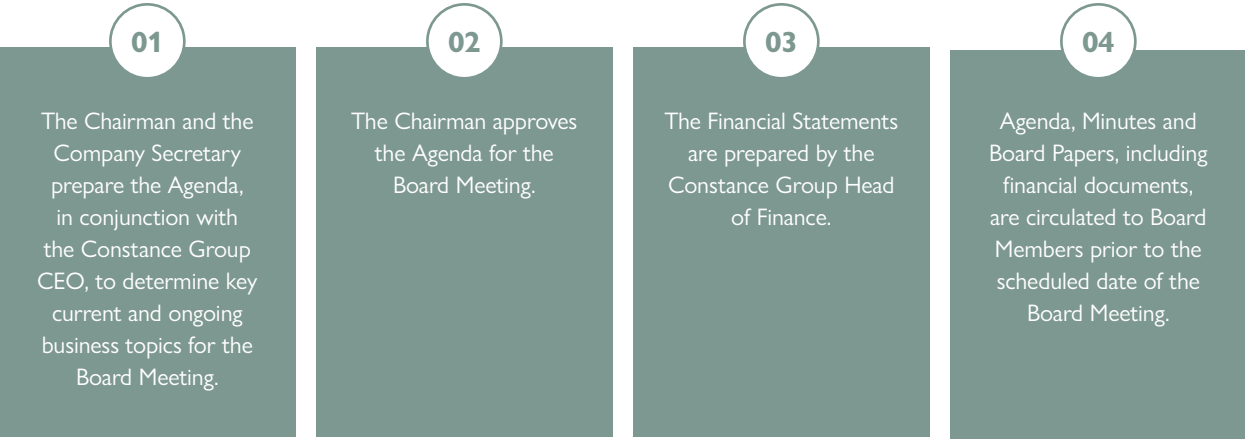 01
The Chairman and the
Company Secretary
prepare the Agenda,
in conjunction with
the Constance Group
CEO, to determine key
current and ongoing
business topics for the
Board Meeting.
02
The Chairman approves
the Agenda for the
Board Meeting.
03
The Financial Statements
are prepared by the
Constance Group Head
of Finance.
04
Agenda, Minutes and
Board Papers, including
financial documents,
are circulated to Board
Members prior to the
scheduled date of the
Board Meeting.